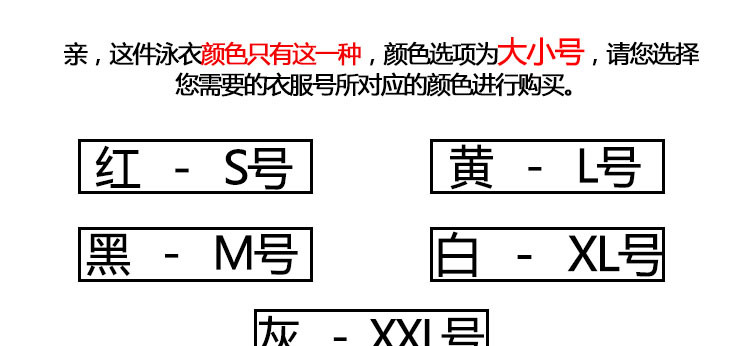 亲，这件泳衣颜色只有这一种，颜色选项为大小号，请您选择
您需要的衣服号所对应的颜色进行购买。
红 - S号
黄 - L号
黑 - M号
白 - XL号
灰 - XXL号